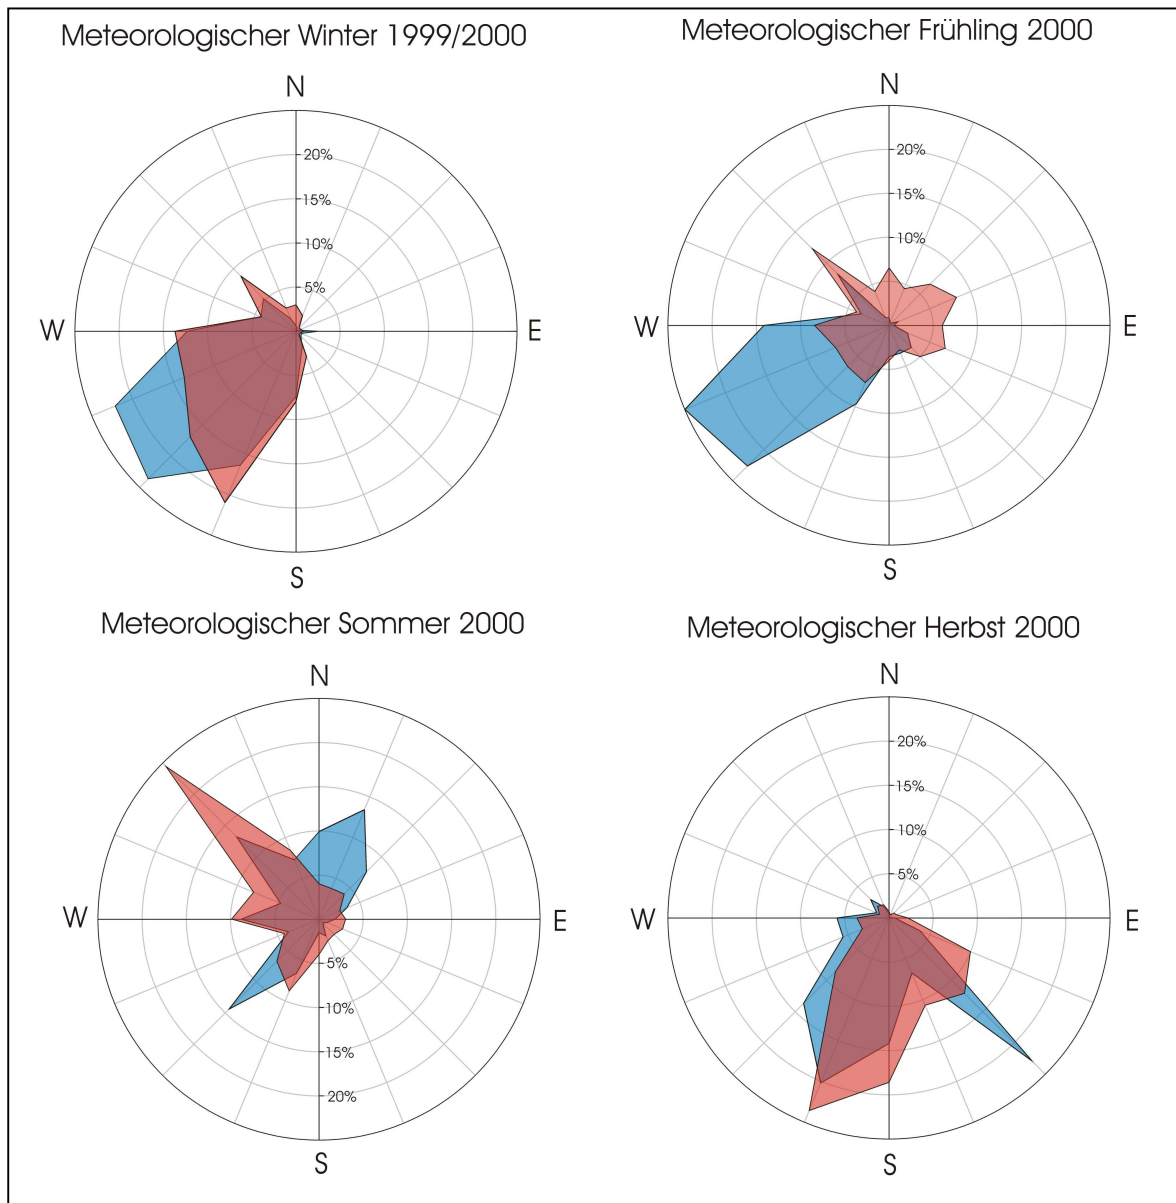 Meteorologischer Winter 1999/2000
N
20%
15%
10%
5%
W
E
S
Meteorologischer Frühling 2000
N
20%
15%
10%
W
E
S
Meteorologischer Sommer 2000
N
W
E
5%
10%
15%
20%
S
Meteorologischer Herbst 2000
N
20%
15%
10%
5%
W
E
S